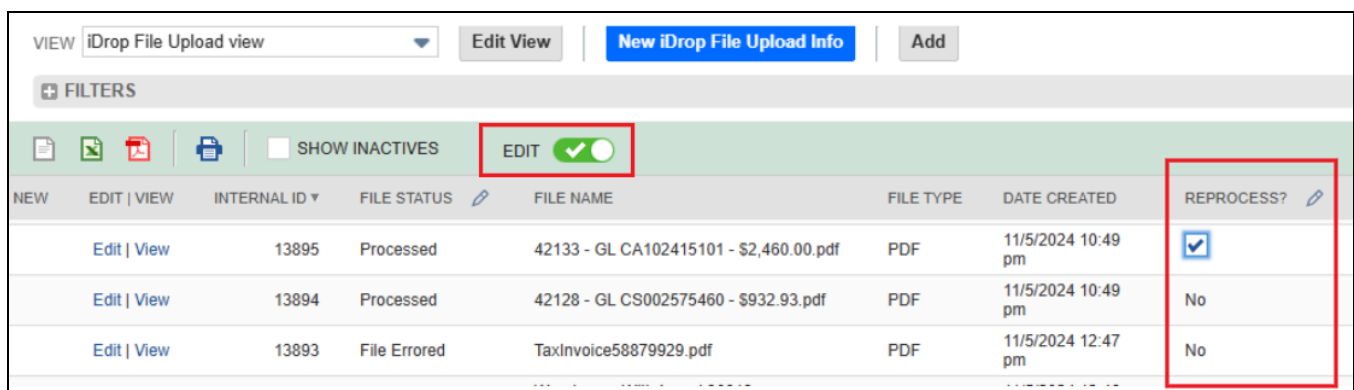 VIEW iDrop File Upload view Edit View New iDrop File Upload Info Add
FILTERS
SHOW INACTIVES EDIT
NEW EDIT | VIEW INTERNAL ID FILE STATUS FILE NAME FILE TYPE DATE CREATED REPROCESS?
Edit | View 13895 Processed 42133 - GL CA102415101 - $2,460.00.pdf PDF 11/5/2024 10:49
pm
Edit | View 13894 Processed 42128 - GL CS002575460 - $932.93.pdf PDF 11/5/2024 10:49
pm No
Edit | View 13893 File Errored TaxInvoice58879929.pdf PDF 11/5/2024 12:47
pm No